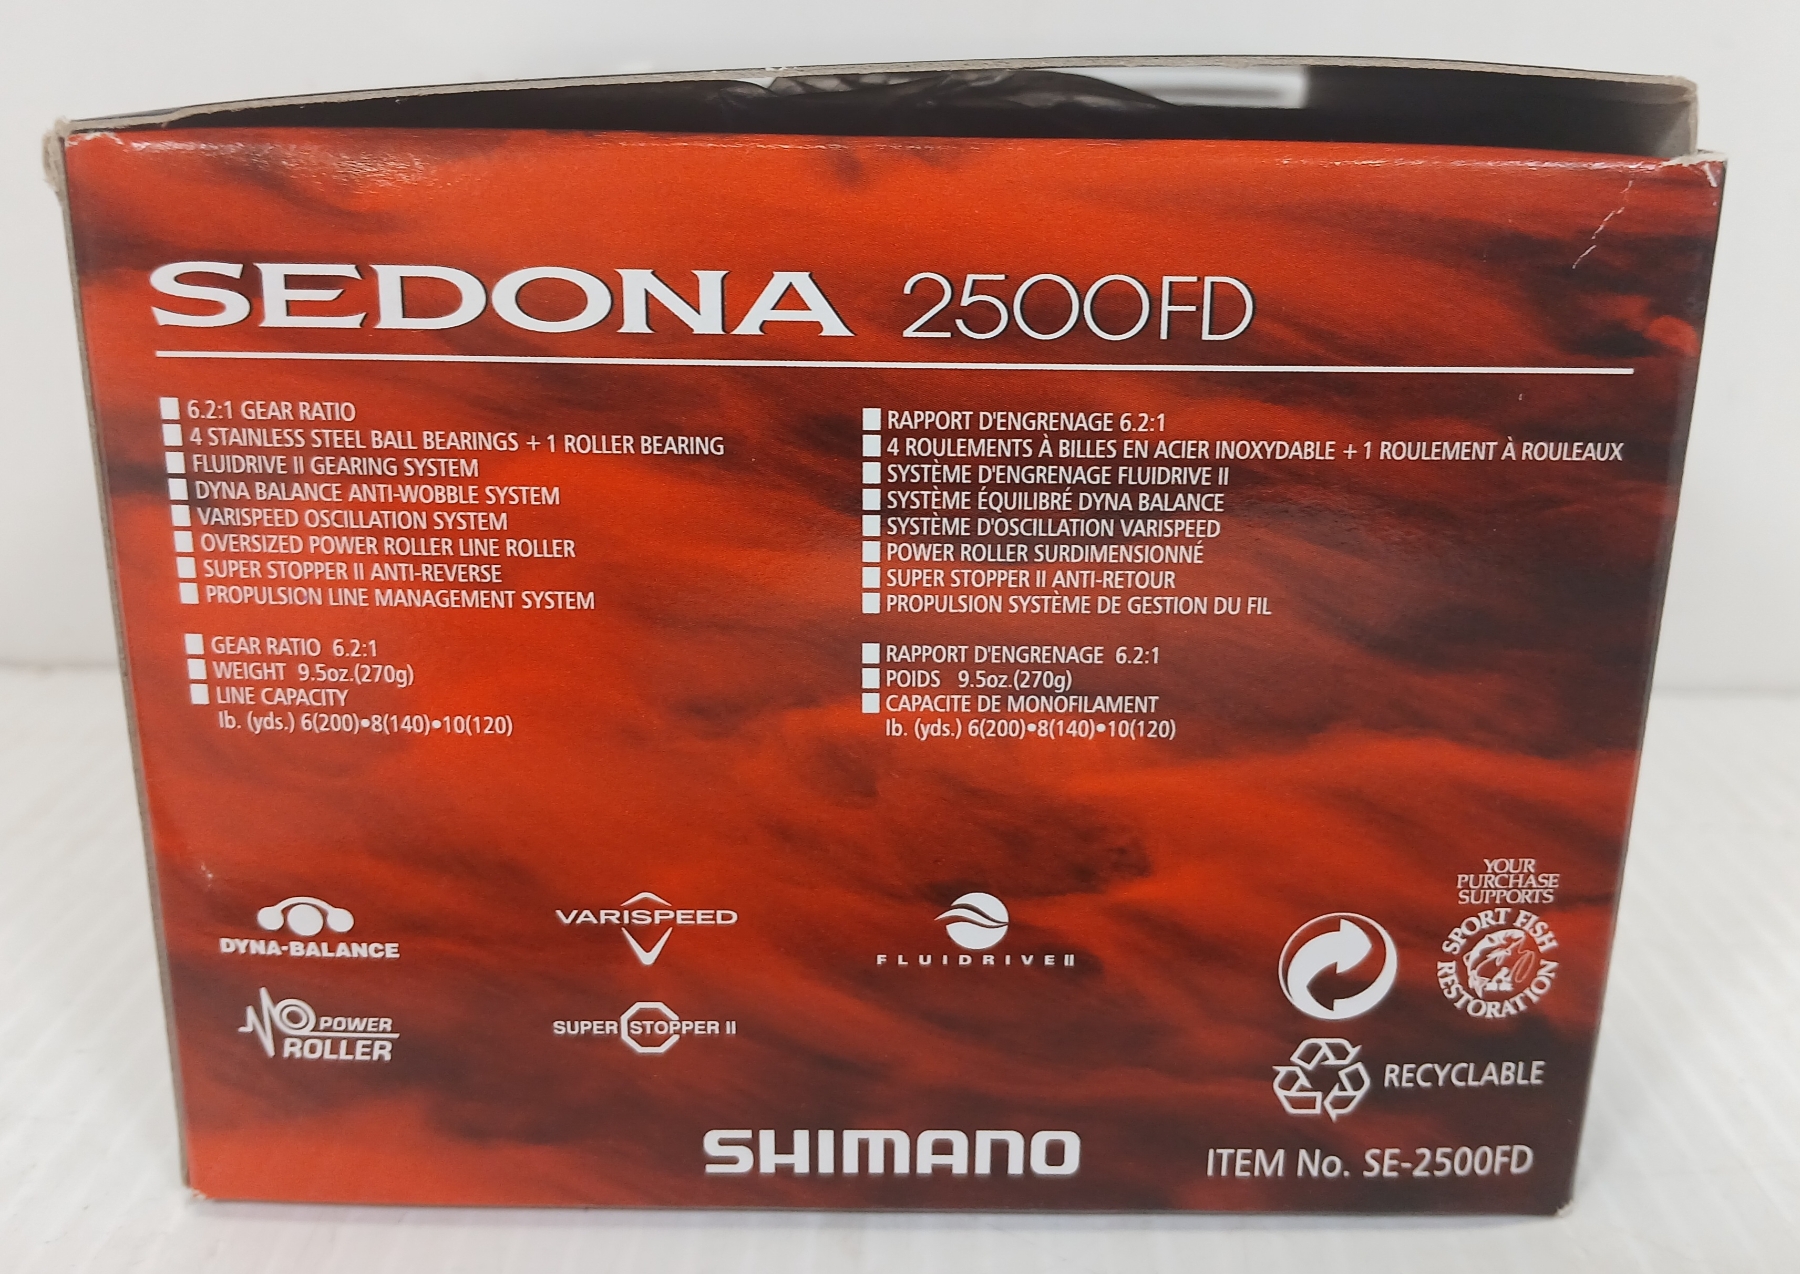 SEDONA 2500FD
6.2:1 GEAR RATIO
4 STAINLESS STEEL BALL BEARINGS + 1 ROLLER BEARING
FLUIDRIVE II GEARING SYSTEM
DYNA BALANCE ANTI-WOBBLE SYSTEM
VARISPEED OSCILLATION SYSTEM
OVERSIZED POWER ROLLER LINE ROLLER
SUPER STOPPER II ANTI-REVERSE
PROPULSION LINE MANAGEMENT SYSTEM
GEAR RATIO 6.2:1
WEIGHT 9.5oz.(270g)
LINE CAPACITY
lb. (yds.) 6(200)•8(140)•10(120)
RAPPORT D'ENGRENAGE 6.2:1
4 ROULEMENTS À BILLES EN ACIER INOXYDABLE + 1 ROULEMENT À ROULEAUX
SYSTÈME D'ENGRENAGE FLUIDRIVE II
SYSTÈME ÉQUILIBRÉ DYNA BALANCE
SYSTÈME D'OSCILLATION VARISPEED
POWER ROLLER SURDIMENSIONNÉ
SUPER STOPPER II ANTI-RETOUR
PROPULSION SYSTÈME DE GESTION DU FIL
RAPPORT D'ENGRENAGE 6.2:1
POIDS 9.5oz.(270g)
CAPACITE DE MONOFILAMENT
lb. (yds.) 6(200)•8(140)•10(120)
DYNA-BALANCE
VARISPEED
FLUIDRIVE II
POWER
ROLLER
SUPER STOPPER II
YOUR
PURCHASE
SUPPORTS
SPORT FISH
RESTORATION
RECYCLABLE
SHIMANO
ITEM No. SE-2500FD